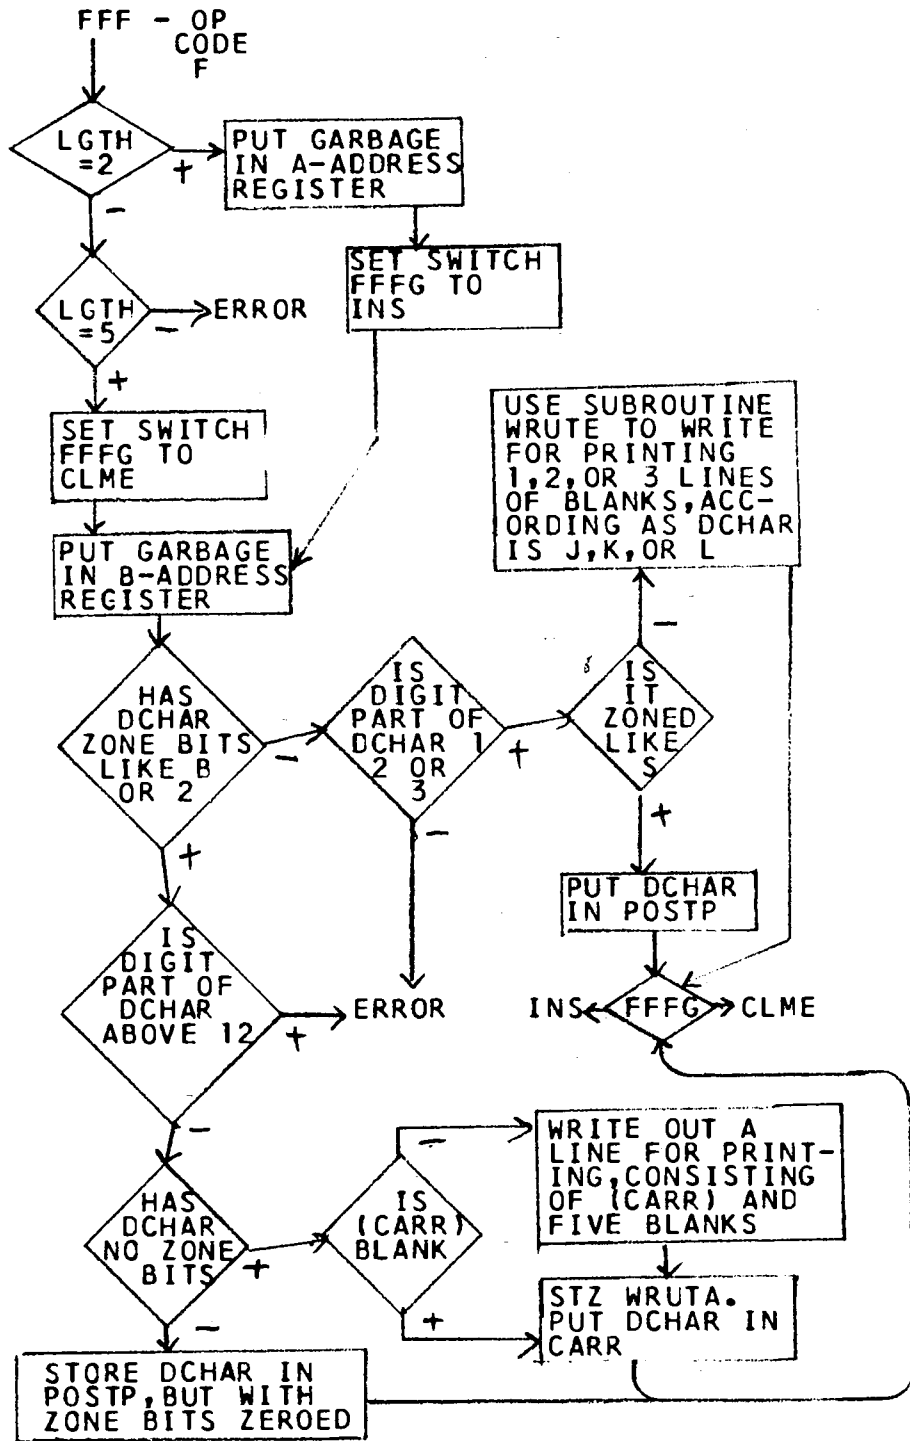 FFF - OP
CODE
F
LGTH
=2
+
PUT GARBAGE
IN A-ADDRESS
REGISTER
-
SET SWITCH
FFFG TO
INS
LGTH
=5
-
ERROR
+
SET SWITCH
FFFG TO
CLME
USE SUBROUTINE
WRUTE TO WRITE
FOR PRINTING
1,2,OR 3 LINES
OF BLANKS,ACC-
ORDING AS DCHAR
IS J,K,OR L
PUT GARBAGE
IN B-ADDRESS
REGISTER
HAS
DCHAR
ZONE BITS
LIKE B
OR 2
-
IS
DIGIT
PART OF
DCHAR 1
2 OR
3
+
IS
IT
ZONED
LIKE
S
-
+
-
+
PUT DCHAR
IN POSTP
IS
DIGIT
PART OF
DCHAR
ABOVE 12
+
ERROR
INS
FFFG
CLME
-
HAS
DCHAR
NO ZONE
BITS
+
IS
(CARR)
BLANK
-
WRITE OUT A
LINE FOR PRINT-
ING,CONSISTING
OF (CARR) AND
FIVE BLANKS
+
STZ WRUTA.
PUT DCHAR IN
CARR
-
STORE DCHAR IN
POSTP,BUT WITH
ZONE BITS ZEROED